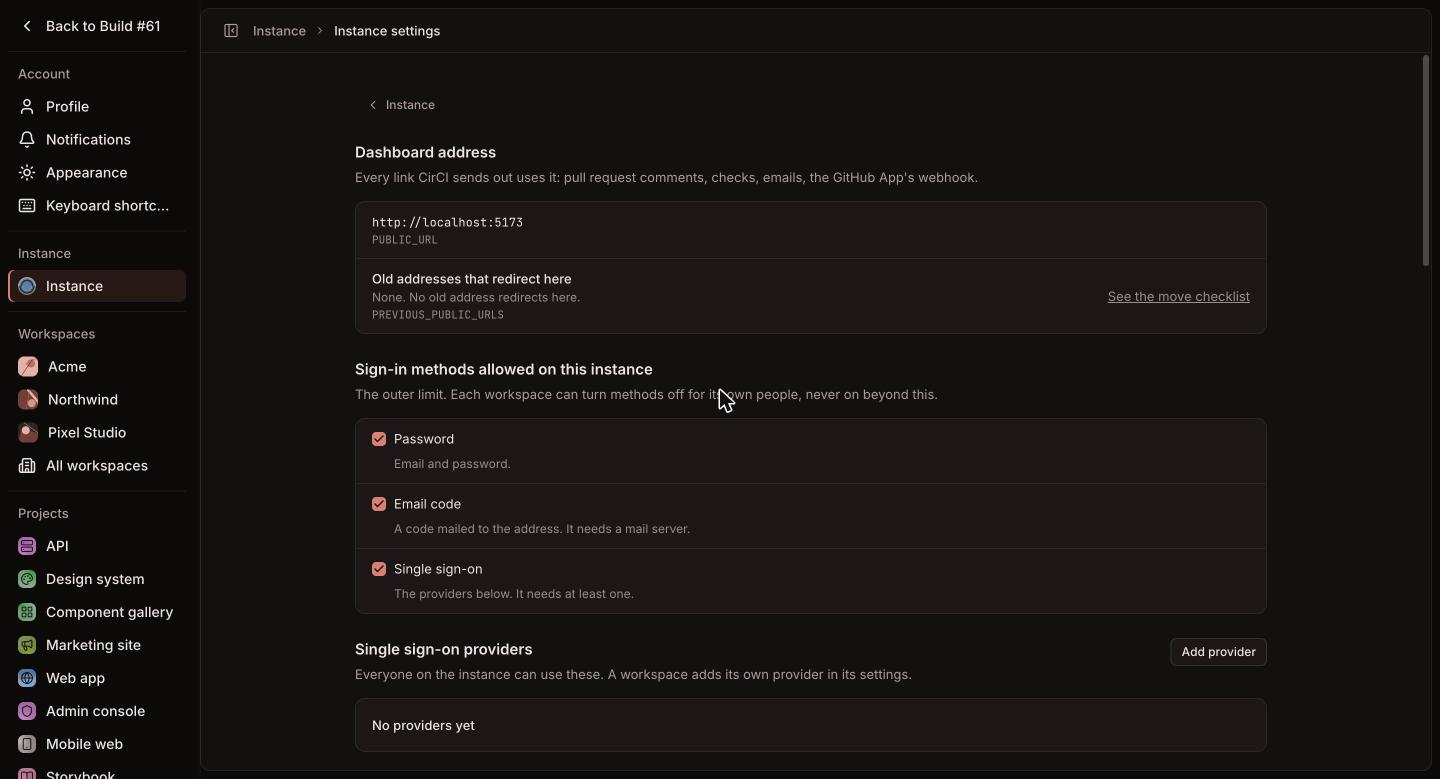 Back to Build #61
Account
Profile
Notifications
Appearance
Keyboard shortc...
Instance
Instance
Workspaces
Acme
Northwind
Pixel Studio
All workspaces
Projects
API
Design system
Component gallery
Marketing site
Web app
Admin console
Mobile web
Storybook
Instance > Instance settings
Instance
Dashboard address
Every link CirCI sends out uses it: pull request comments, checks, emails, the GitHub App's webhook.
http://localhost:5173
PUBLIC_URL
Old addresses that redirect here
None. No old address redirects here.
PREVIOUS_PUBLIC_URLS
See the move checklist
Sign-in methods allowed on this instance
The outer limit. Each workspace can turn methods off for its own people, never on beyond this.
Password
Email and password.
Email code
A code mailed to the address. It needs a mail server.
Single sign-on
The providers below. It needs at least one.
Single sign-on providers
Add provider
Everyone on the instance can use these. A workspace adds its own provider in its settings.
No providers yet